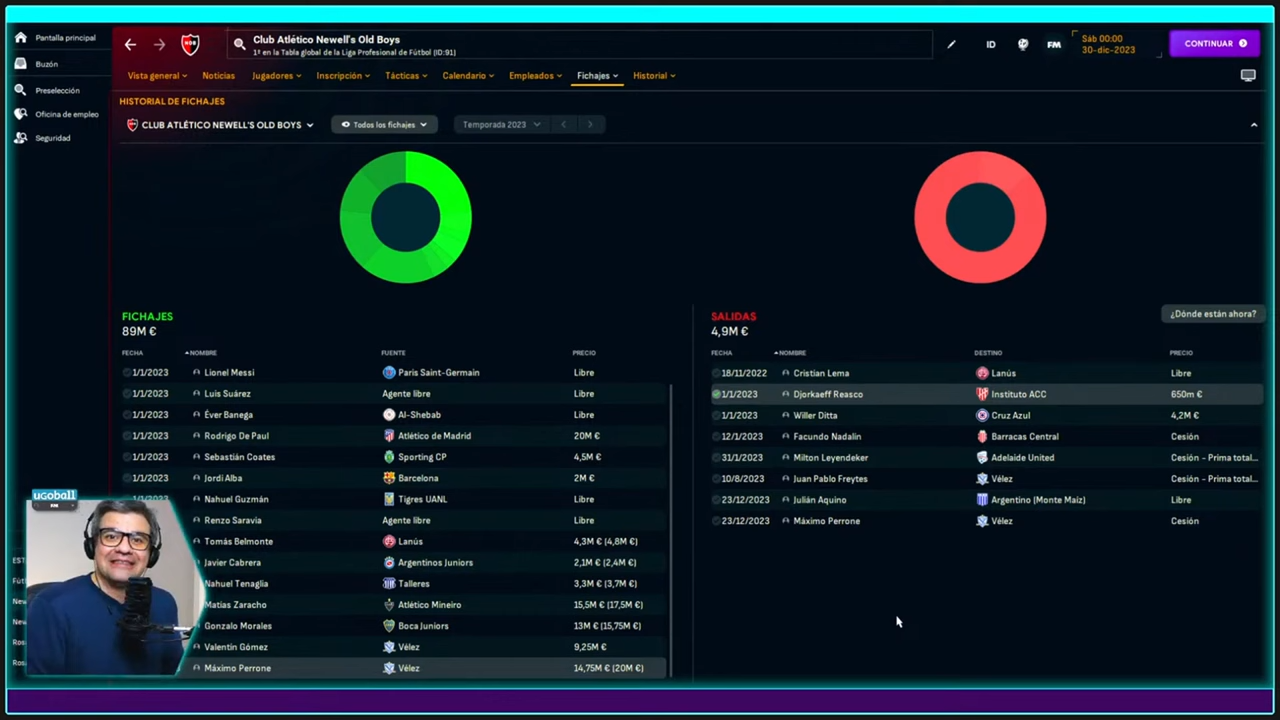 Pantalla principal
Buzón
Preselección
Oficina de empleo
Seguridad
Club Atlético Newell's Old Boys
1ª en la Tabla global de la Liga Profesional de Fútbol (ID:91)
ID
FM
Sáb 00:00
30-dic-2023
CONTINUAR
Vista general Noticias Jugadores Inscripción Tácticas Calendario Empleados Fichajes Historial
HISTORIAL DE FICHAJES
CLUB ATLÉTICO NEWELL'S OLD BOYS Todos los fichajes Temporada 2023
FICHAJES
89M €
FECHA NOMBRE FUENTE PRECIO
1/1/2023 Lionel Messi Paris Saint-Germain Libre
1/1/2023 Luis Suárez Agente libre Libre
1/1/2023 Éver Banega Al-Shebab Libre
1/1/2023 Rodrigo De Paul Atlético de Madrid 20M €
1/1/2023 Sebastián Coates Sporting CP 4,5M €
1/1/2023 Jordi Alba Barcelona 2M €
1/1/2023 Nahuel Guzmán Tigres UANL Libre
Renzo Saravia Agente libre Libre
Tomás Belmonte Lanús 4,3M € (4,8M €)
Javier Cabrera Argentinos Juniors 2,1M € (2,4M €)
Nahuel Tenaglia Talleres 3,3M € (3,7M €)
Matías Zaracho Atlético Mineiro 15,5M € (17,5M €)
Gonzalo Morales Boca Juniors 13M € (15,75M €)
Valentín Gómez Vélez 9,25M €
Máximo Perrone Vélez 14,75M € (20M €)
SALIDAS
4,9M €
¿Dónde están ahora?
FECHA NOMBRE DESTINO PRECIO
18/11/2022 Cristian Lema Lanús Libre
1/1/2023 Djorkaeff Reasco Instituto ACC 650m €
1/1/2023 Willer Ditta Cruz Azul 4,2M €
12/1/2023 Facundo Nadalín Barracas Central Cesión
31/1/2023 Milton Leyendeker Adelaide United Cesión - Prima total...
10/8/2023 Juan Pablo Freytes Vélez Cesión - Prima total...
23/12/2023 Julián Aquino Argentino (Monte Maíz) Libre
23/12/2023 Máximo Perrone Vélez Cesión
ugoball
FM